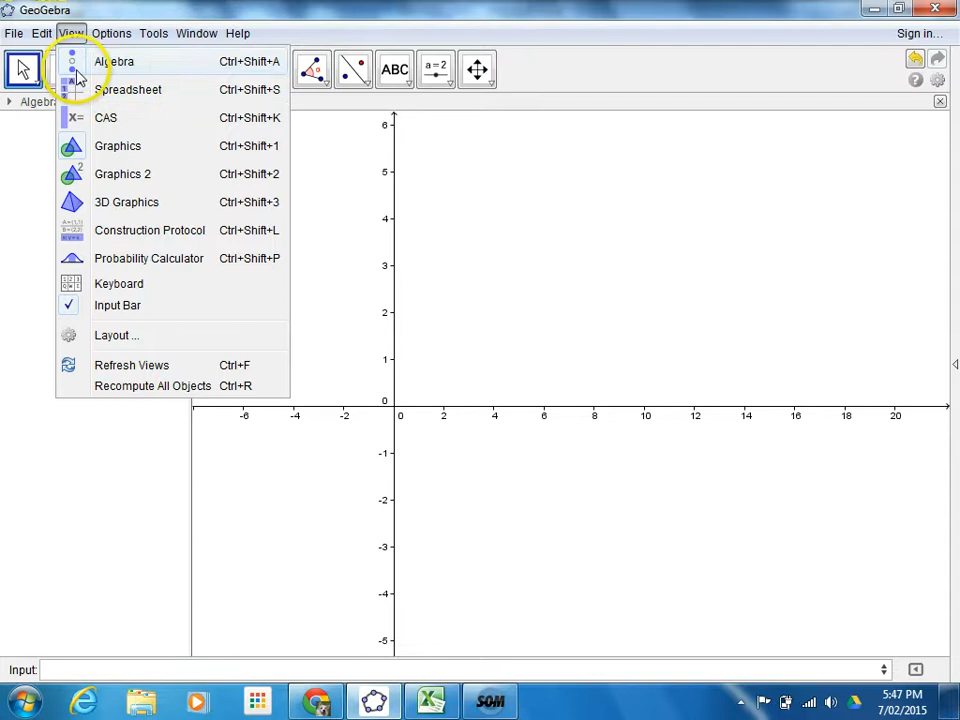 GeoGebra
File Edit View Options Tools Window Help Sign in...
ABC a = 2
Algebra
Algebra Ctrl+Shift+A
Spreadsheet Ctrl+Shift+S
X= CAS Ctrl+Shift+K
Graphics Ctrl+Shift+1
2 Graphics 2 Ctrl+Shift+2
3D Graphics Ctrl+Shift+3
Construction Protocol Ctrl+Shift+L
Probability Calculator Ctrl+Shift+P
Keyboard
Input Bar
Layout ...
Refresh Views Ctrl+F
Recompute All Objects Ctrl+R
6
5
4
3
2
1
0
-6 -4 -2 0 2 4 6 8 10 12 14 16 18 20
-1
-2
-3
-4
-5
Input:
SOM
5:47 PM
7/02/2015